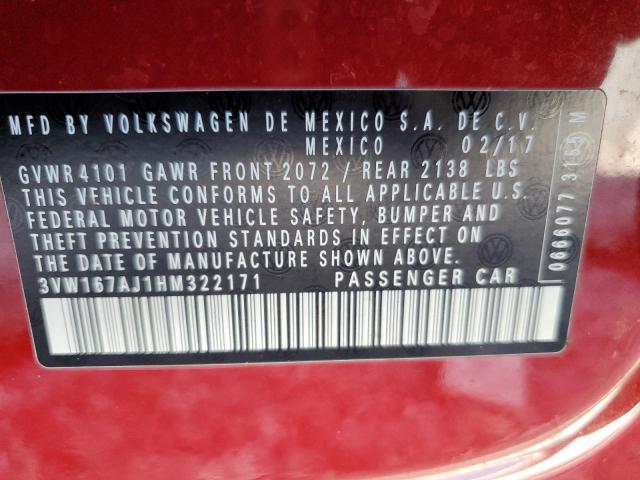 MFD BY VOLKSWAGEN DE MEXICO S.A. DE C.V.
MEXICO 02/17
GVWR 4101 GAWR FRONT 2072 / REAR 2138 LBS
THIS VEHICLE CONFORMS TO ALL APPLICABLE U.S.
FEDERAL MOTOR VEHICLE SAFETY, BUMPER AND
THEFT PREVENTION STANDARDS IN EFFECT ON
THE DATE OF MANUFACTURE SHOWN ABOVE.
3VW167AJ1HM322171 PASSENGER CAR
0666077 M